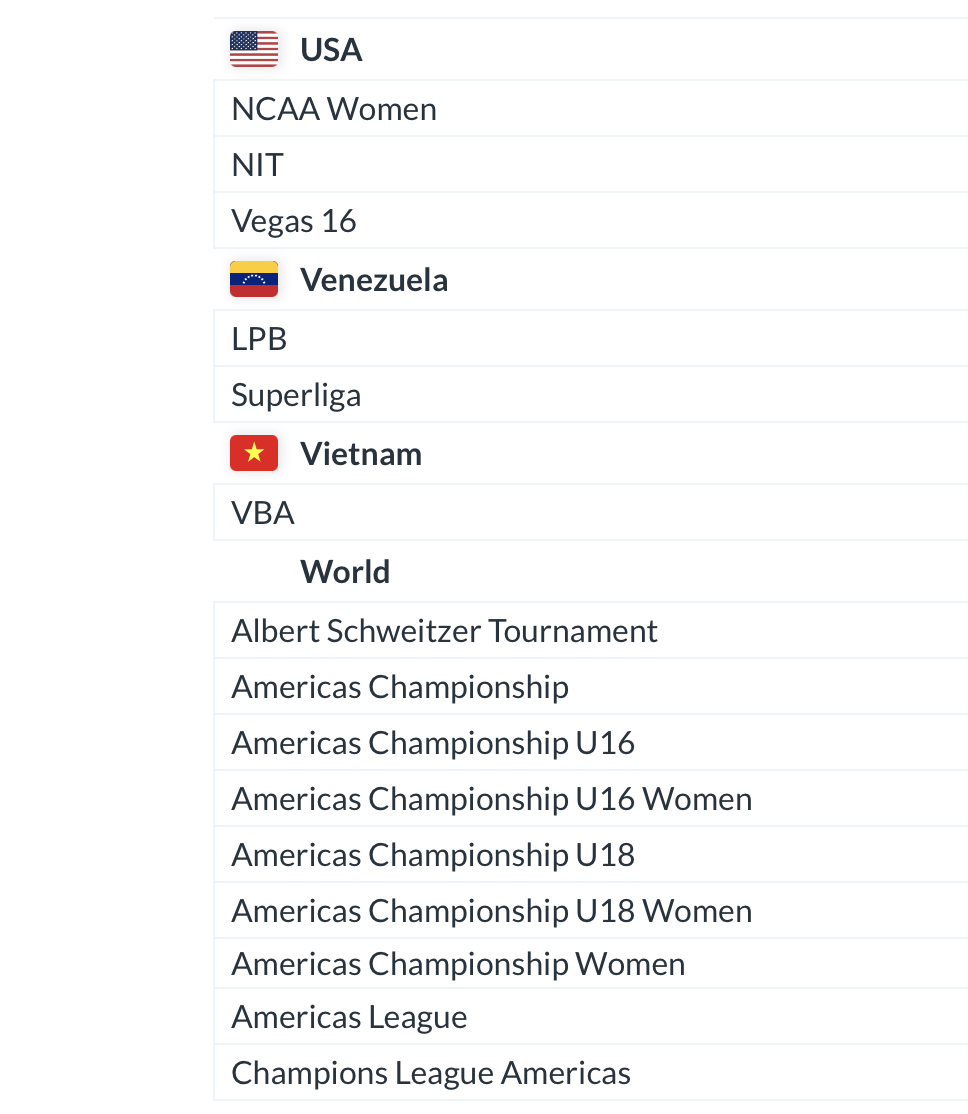 USA
NCAA Women
NIT
Vegas 16
Venezuela
LPB
Superliga
Vietnam
VBA
World
Albert Schweitzer Tournament
Americas Championship
Americas Championship U16
Americas Championship U16 Women
Americas Championship U18
Americas Championship U18 Women
Americas Championship Women
Americas League
Champions League Americas